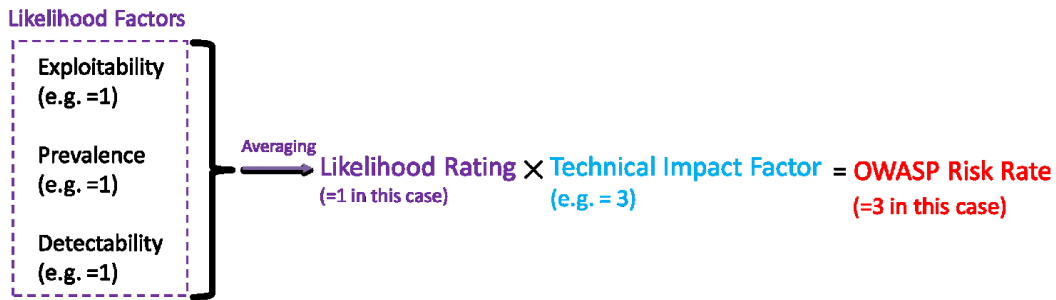 Likelihood Factors
Exploitability
(e.g. =1)
Prevalence
(e.g. =1)
Detectability
(e.g. =1)
Averaging
Likelihood Rating × Technical Impact Factor = OWASP Risk Rate
(=1 in this case) (e.g. = 3) (=3 in this case)